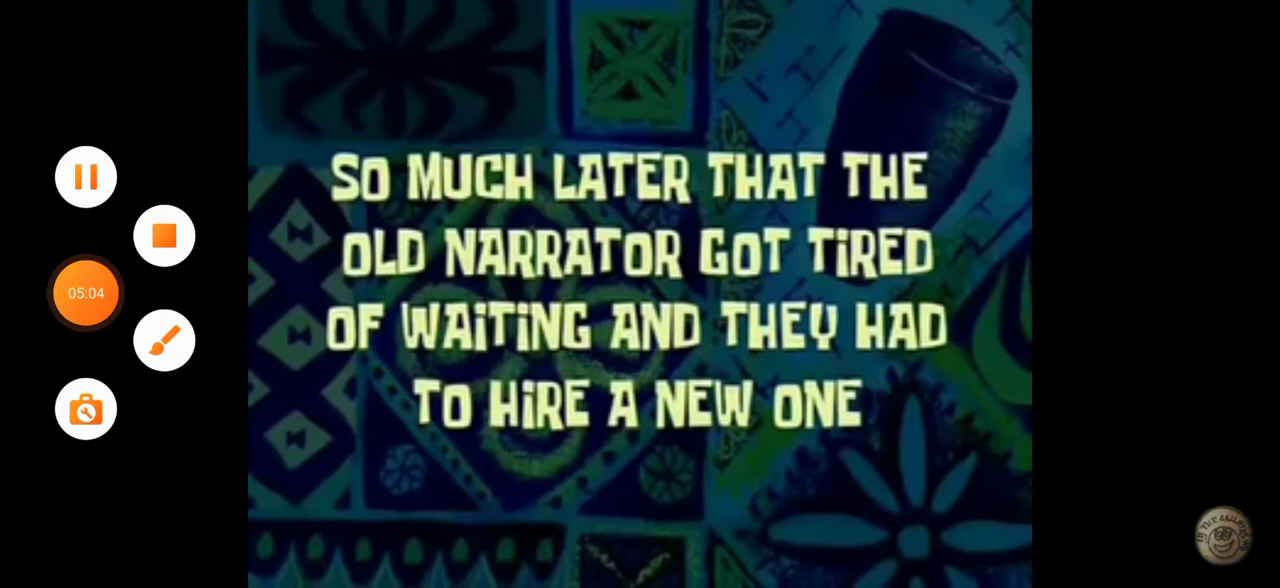 SO MUCH LATER THAT THE
OLD NARRATOR GOT TiRED
OF WAiTiNG AND THEY HAD
TO HiRE A NEW ONE
05:04